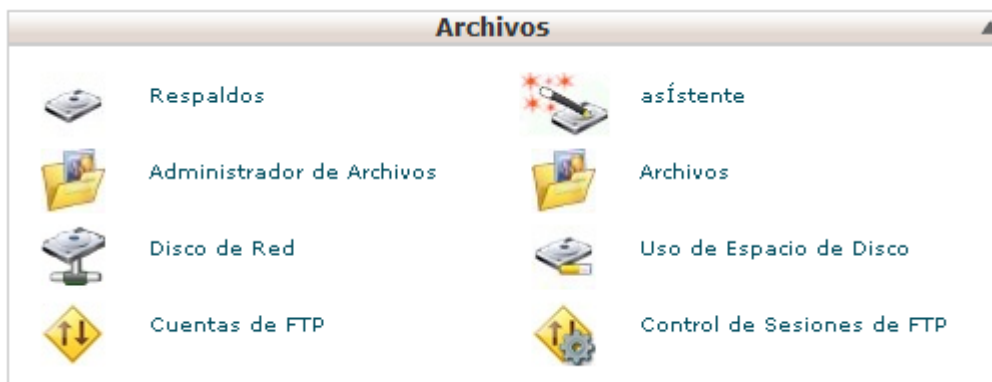 Archivos
Respaldos
asÍstente
Administrador de Archivos
Archivos
Disco de Red
Uso de Espacio de Disco
Cuentas de FTP
Control de Sesiones de FTP